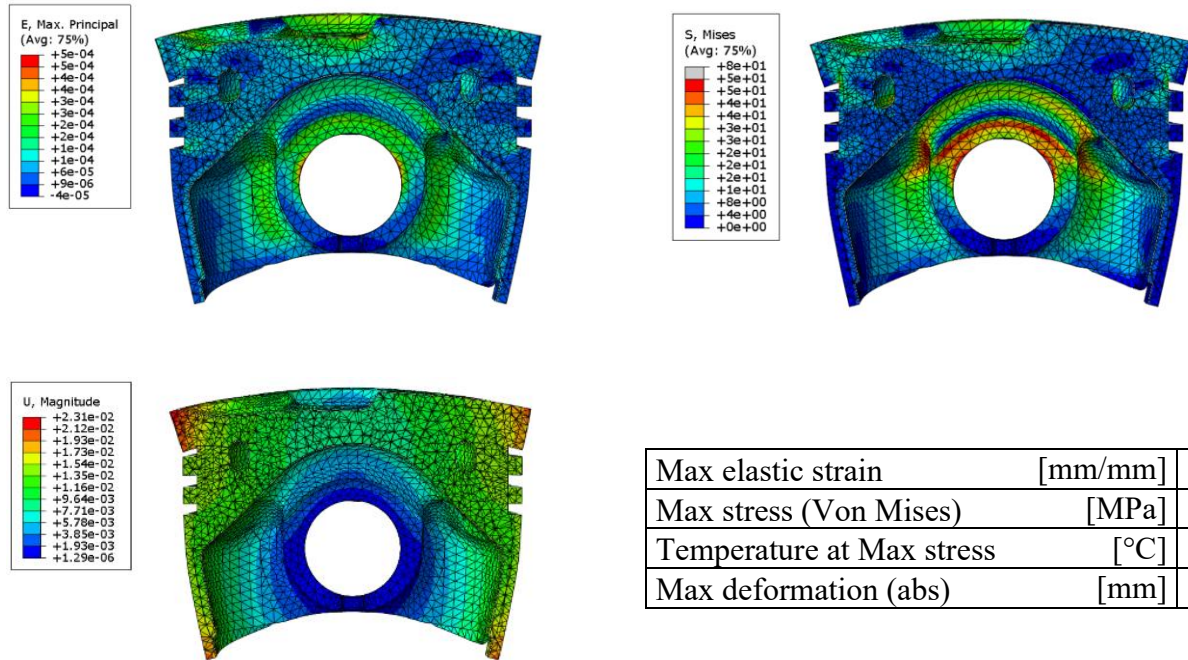 E, Max. Principal
(Avg: 75%)
+5e-04
+5e-04
+4e-04
+4e-04
+3e-04
+3e-04
+2e-04
+2e-04
+1e-04
+1e-04
+6e-05
+9e-06
-4e-05
S, Mises
(Avg: 75%)
+8e+01
+5e+01
+5e+01
+4e+01
+4e+01
+3e+01
+3e+01
+2e+01
+2e+01
+2e+01
+1e+01
+8e+00
+4e+00
+0e+00
U, Magnitude
+2.31e-02
+2.12e-02
+1.93e-02
+1.73e-02
+1.54e-02
+1.35e-02
+1.16e-02
+9.64e-03
+7.71e-03
+5.78e-03
+3.85e-03
+1.93e-03
+1.29e-06
Max elastic strain [mm/mm]
Max stress (Von Mises) [MPa]
Temperature at Max stress [°C]
Max deformation (abs) [mm]